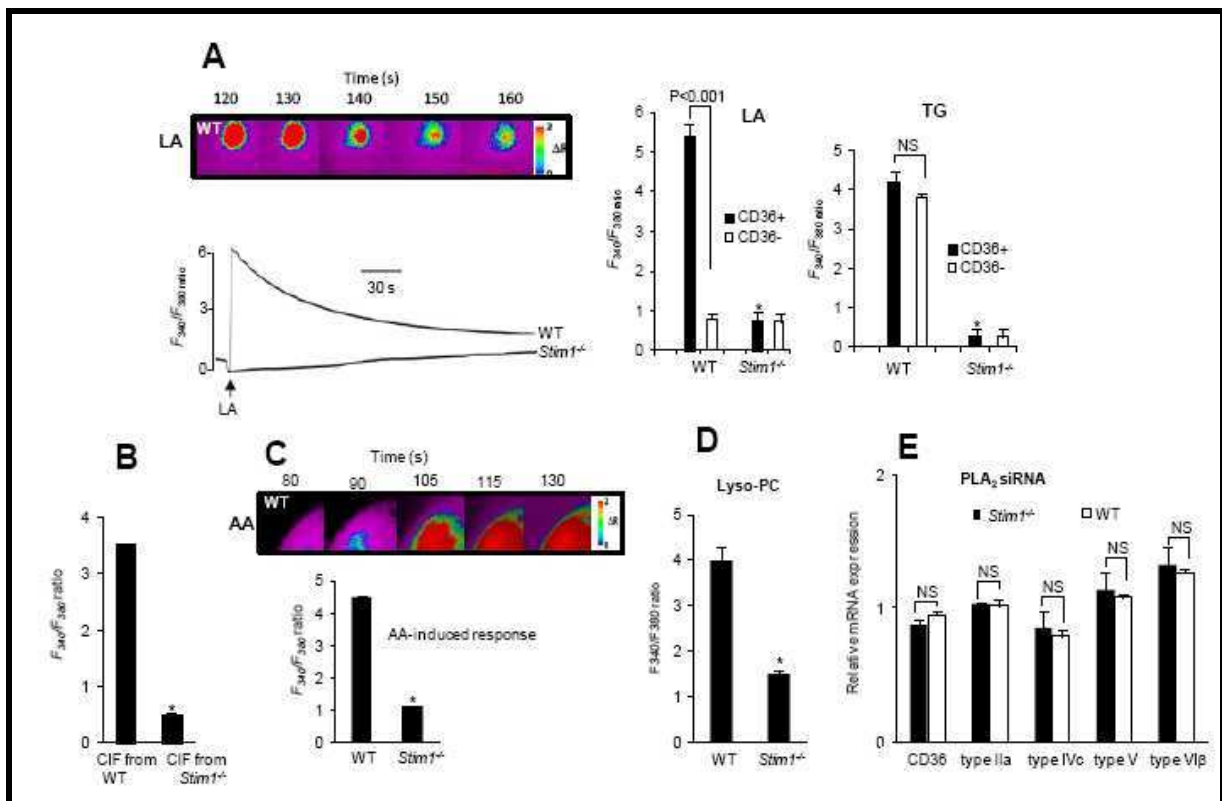 A
Time (s)
120 130 140 150 160
LA
WT
2
ΔR
0
F340/F380 ratio
6
3
0
30 s
WT
Stim1-/-
LA
P<0.001
LA
F340/F380 ratio
6
5
4
3
2
1
0
CD36+
CD36-
*
WT Stim1-/-
TG
NS
F340/F380 ratio
5
4
3
2
1
0
CD36+
CD36-
*
WT Stim1-/-
B
F340/F380 ratio
4
3
2
1
0
*
CIF from CIF from
WT Stim1-/-
C
Time (s)
80 90 105 115 130
AA
WT
2
ΔR
0
F340/F380 ratio
5
4
3
2
1
0
AA-induced response
*
WT Stim1-/-
D
Lyso-PC
F340/F380 ratio
5
4
3
2
1
0
*
WT Stim1-/-
E
PLA2 siRNA
Stim1-/- WT
Relative mRNA expression
2
1
0
NS
NS
NS
NS
NS
CD36 type IIa type IVc type V type VIβ